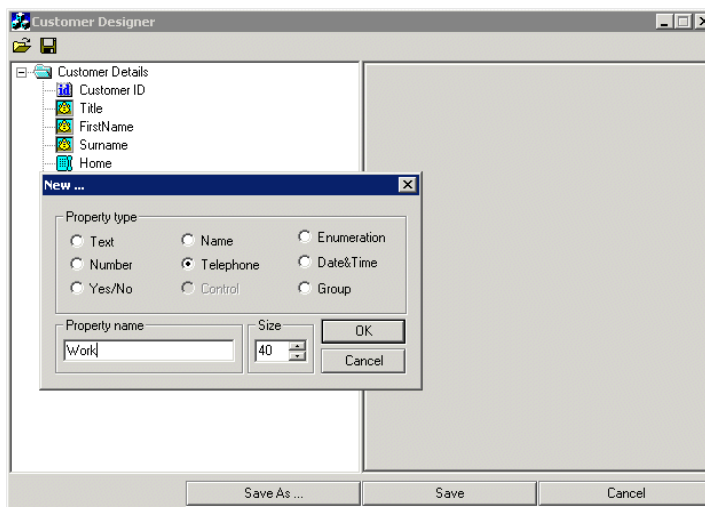 Customer Designer
Customer Details
id Customer ID
Title
FirstName
Surname
Home
New ...
Property type
Text Name Enumeration
Number Telephone Date&Time
Yes/No Control Group
Property name Size
Work 40
OK
Cancel
Save As ... Save Cancel